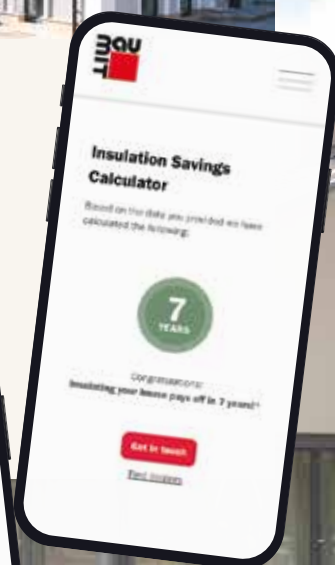 BAU
MIT
Insulation Savings
Calculator
Based on the data you provided we have
calculated the following:
7
YEARS
Congratulations!
Insulating your house pays off in 7 years!*
Get in touch